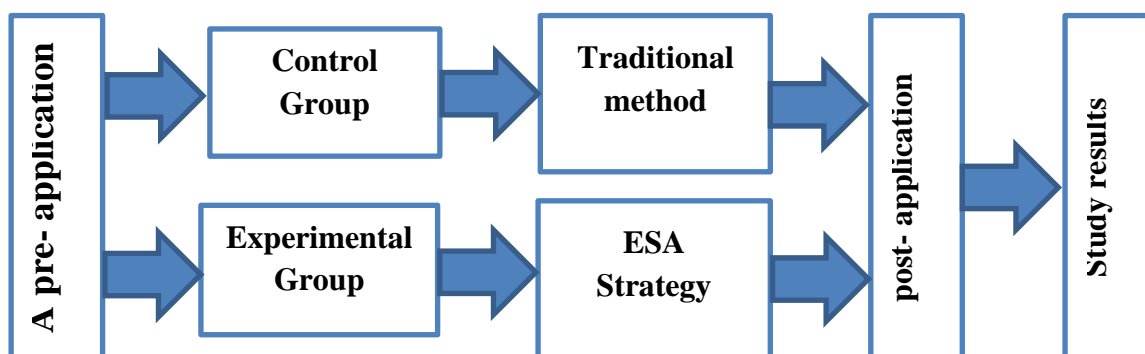 A pre- application
Control
Group
Traditional
method
Experimental
Group
ESA
Strategy
post- application
Study results